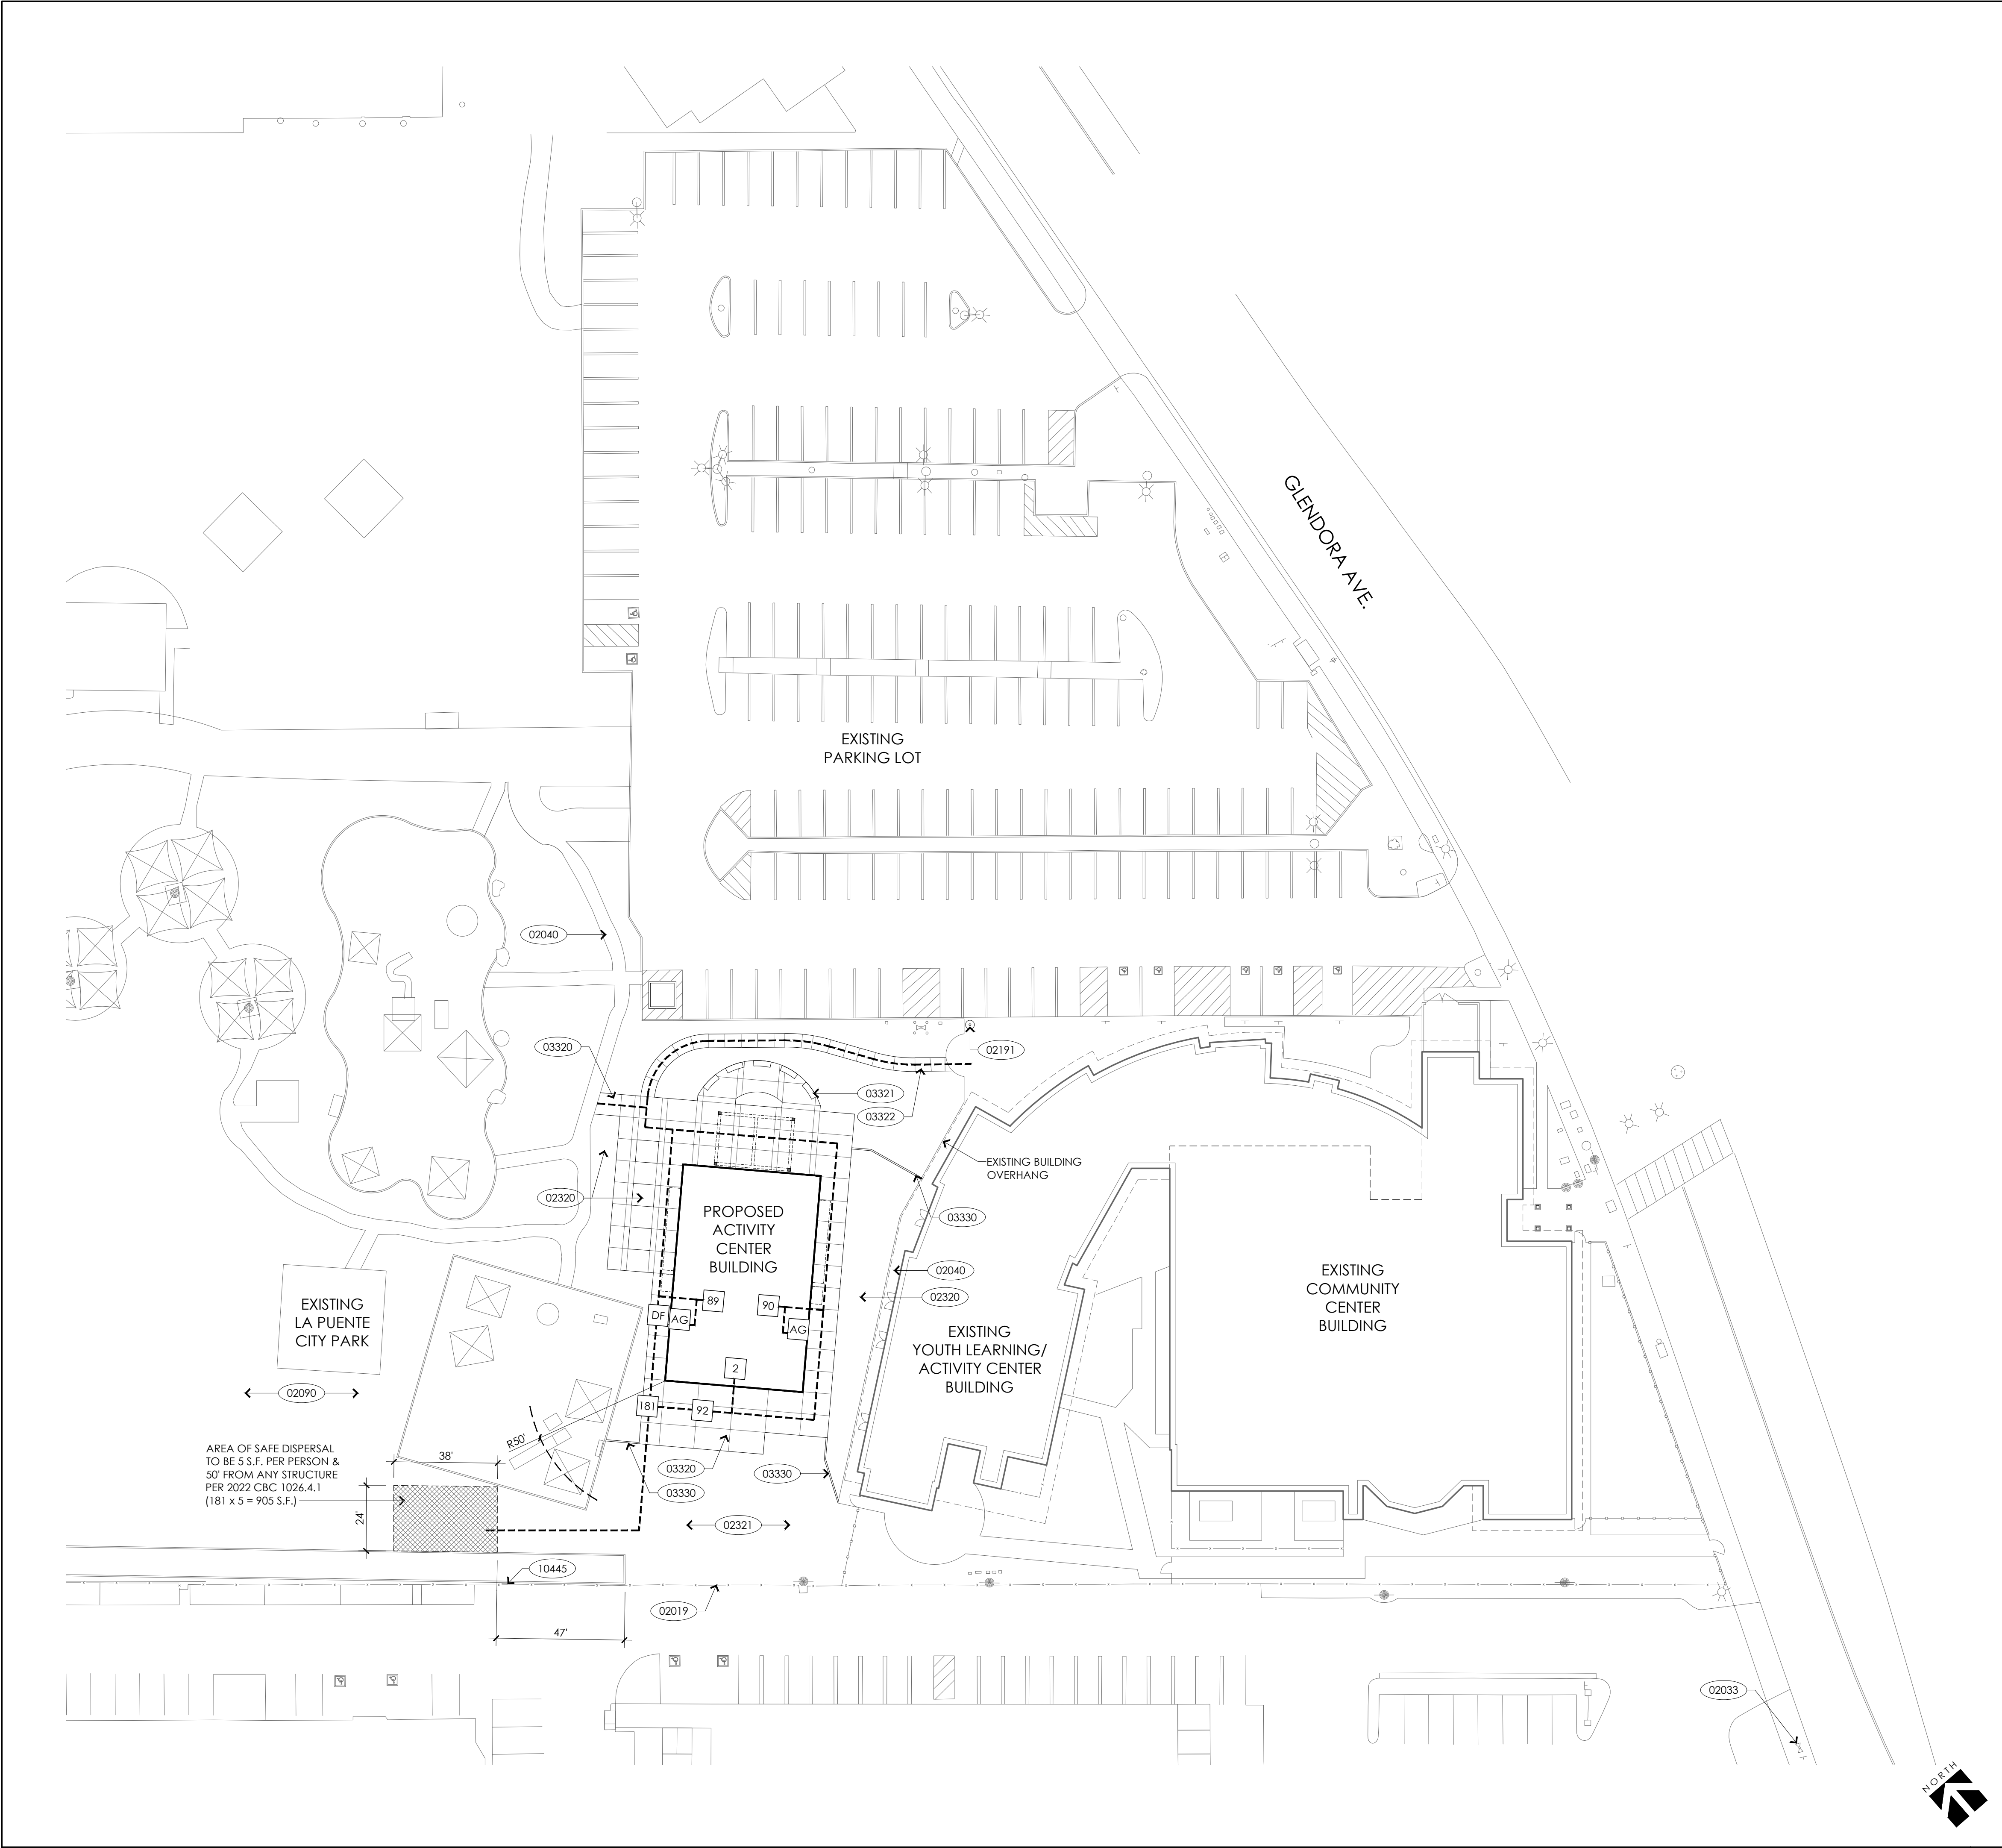 GLENDORA AVE.
EXISTING
PARKING LOT
02040
03320
02191
03321
03322
EXISTING BUILDING
OVERHANG
02320
03330
PROPOSED
ACTIVITY
CENTER
BUILDING
02040
02320
89
90
DF
AG
AG
EXISTING
COMMUNITY
CENTER
BUILDING
EXISTING
LA PUENTE
CITY PARK
EXISTING
YOUTH LEARNING/
ACTIVITY CENTER
BUILDING
2
02090
181
92
R50'
AREA OF SAFE DISPERSAL
TO BE 5 S.F. PER PERSON &
50' FROM ANY STRUCTURE
PER 2022 CBC 1026.4.1
(181 x 5 = 905 S.F.)
38'
03320
03330
03330
24'
02321
10445
02019
47'
02033
NORTH